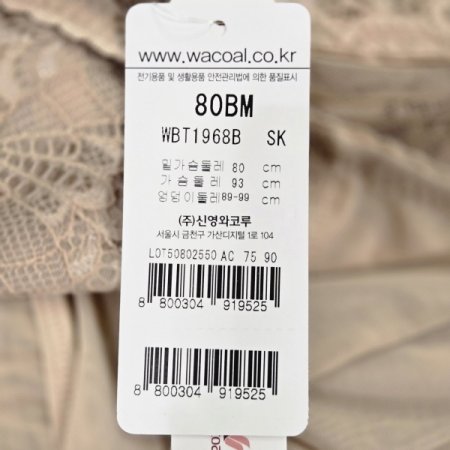 www.wacoal.co.kr
전기용품 및 생활용품 안전관리법에 의한 품질표시
80BM
WBT1968B SK
밑가슴둘레 80 cm
가슴둘레 93 cm
엉덩이둘레 89-99 cm
(주)신영와코루
서울시 금천구 가산디지털 1로 104
LOT50802550 AC 75 90
8 800304 919525
8 800304 919525